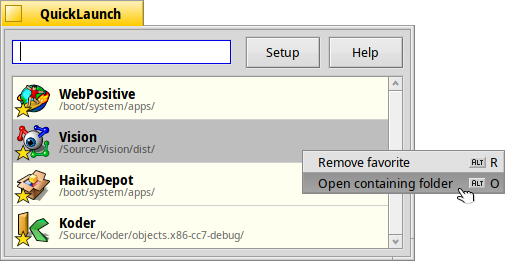 QuickLaunch
Setup
Help
WebPositive
/boot/system/apps/
Vision
/Source/Vision/dist/
Remove favorite ALT R
Open containing folder ALT O
HaikuDepot
/boot/system/apps/
Koder
/Source/Koder/objects.x86-cc7-debug/